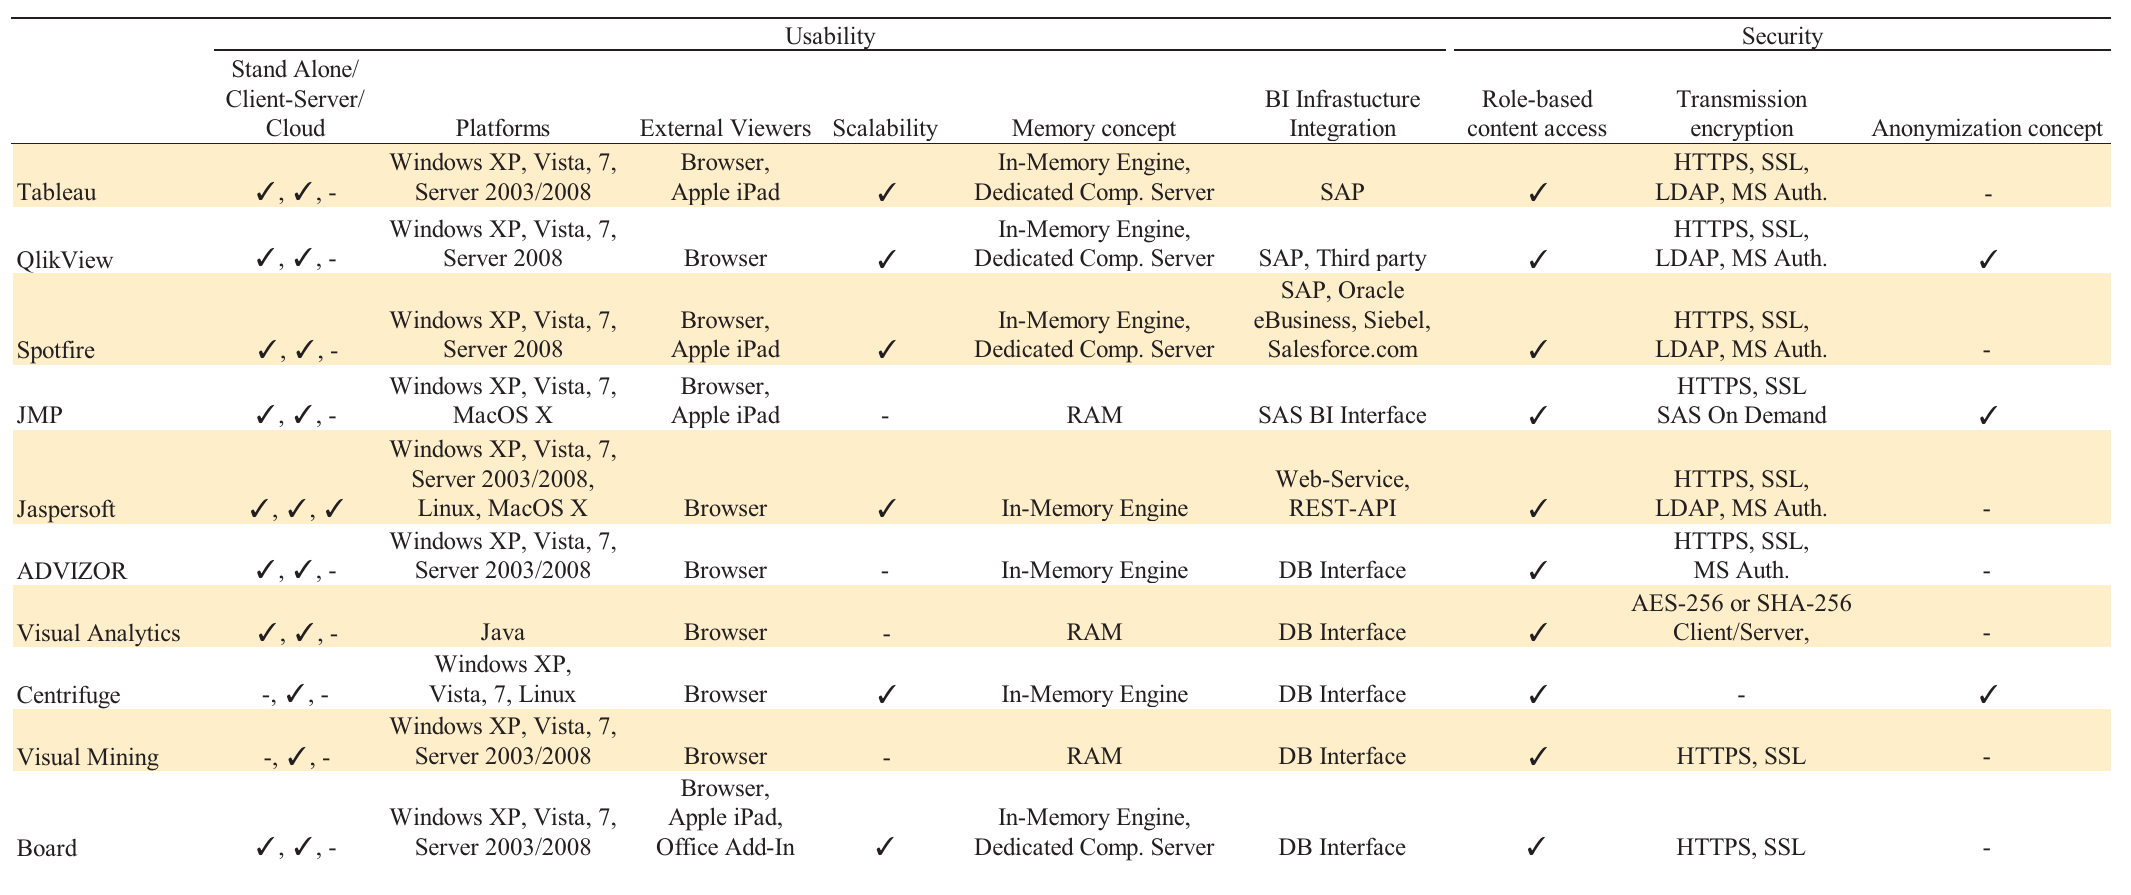 Usability Security
Stand Alone/
Client-Server/ BI Infrastucture Role-based Transmission
Cloud Platforms External Viewers Scalability Memory concept Integration content access encryption Anonymization concept
Windows XP, Vista, 7, Browser, In-Memory Engine, HTTPS, SSL,
Tableau ✓, ✓, - Server 2003/2008 Apple iPad ✓ Dedicated Comp. Server SAP ✓ LDAP, MS Auth. -
Windows XP, Vista, 7, In-Memory Engine, HTTPS, SSL,
QlikView ✓, ✓, - Server 2008 Browser ✓ Dedicated Comp. Server SAP, Third party ✓ LDAP, MS Auth. ✓
SAP, Oracle
Windows XP, Vista, 7, Browser, In-Memory Engine, eBusiness, Siebel, HTTPS, SSL,
Spotfire ✓, ✓, - Server 2008 Apple iPad ✓ Dedicated Comp. Server Salesforce.com ✓ LDAP, MS Auth. -
Windows XP, Vista, 7, Browser, HTTPS, SSL
JMP ✓, ✓, - MacOS X Apple iPad - RAM SAS BI Interface ✓ SAS On Demand ✓
Windows XP, Vista, 7,
Server 2003/2008, Web-Service, HTTPS, SSL,
Jaspersoft ✓, ✓, ✓ Linux, MacOS X Browser ✓ In-Memory Engine REST-API ✓ LDAP, MS Auth. -
Windows XP, Vista, 7, HTTPS, SSL,
ADVIZOR ✓, ✓, - Server 2003/2008 Browser - In-Memory Engine DB Interface ✓ MS Auth. -
AES-256 or SHA-256
Visual Analytics ✓, ✓, - Java Browser - RAM DB Interface ✓ Client/Server, -
Windows XP,
Centrifuge -, ✓, - Vista, 7, Linux Browser ✓ In-Memory Engine DB Interface ✓ - ✓
Windows XP, Vista, 7,
Visual Mining -, ✓, - Server 2003/2008 Browser - RAM DB Interface ✓ HTTPS, SSL -
Browser,
Windows XP, Vista, 7, Apple iPad, In-Memory Engine,
Board ✓, ✓, - Server 2003/2008 Office Add-In ✓ Dedicated Comp. Server DB Interface ✓ HTTPS, SSL -